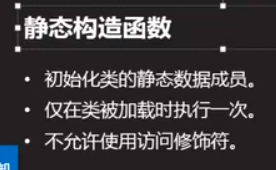 静态构造函数
• 初始化类的静态数据成员。
• 仅在类被加载时执行一次。
• 不允许使用访问修饰符。